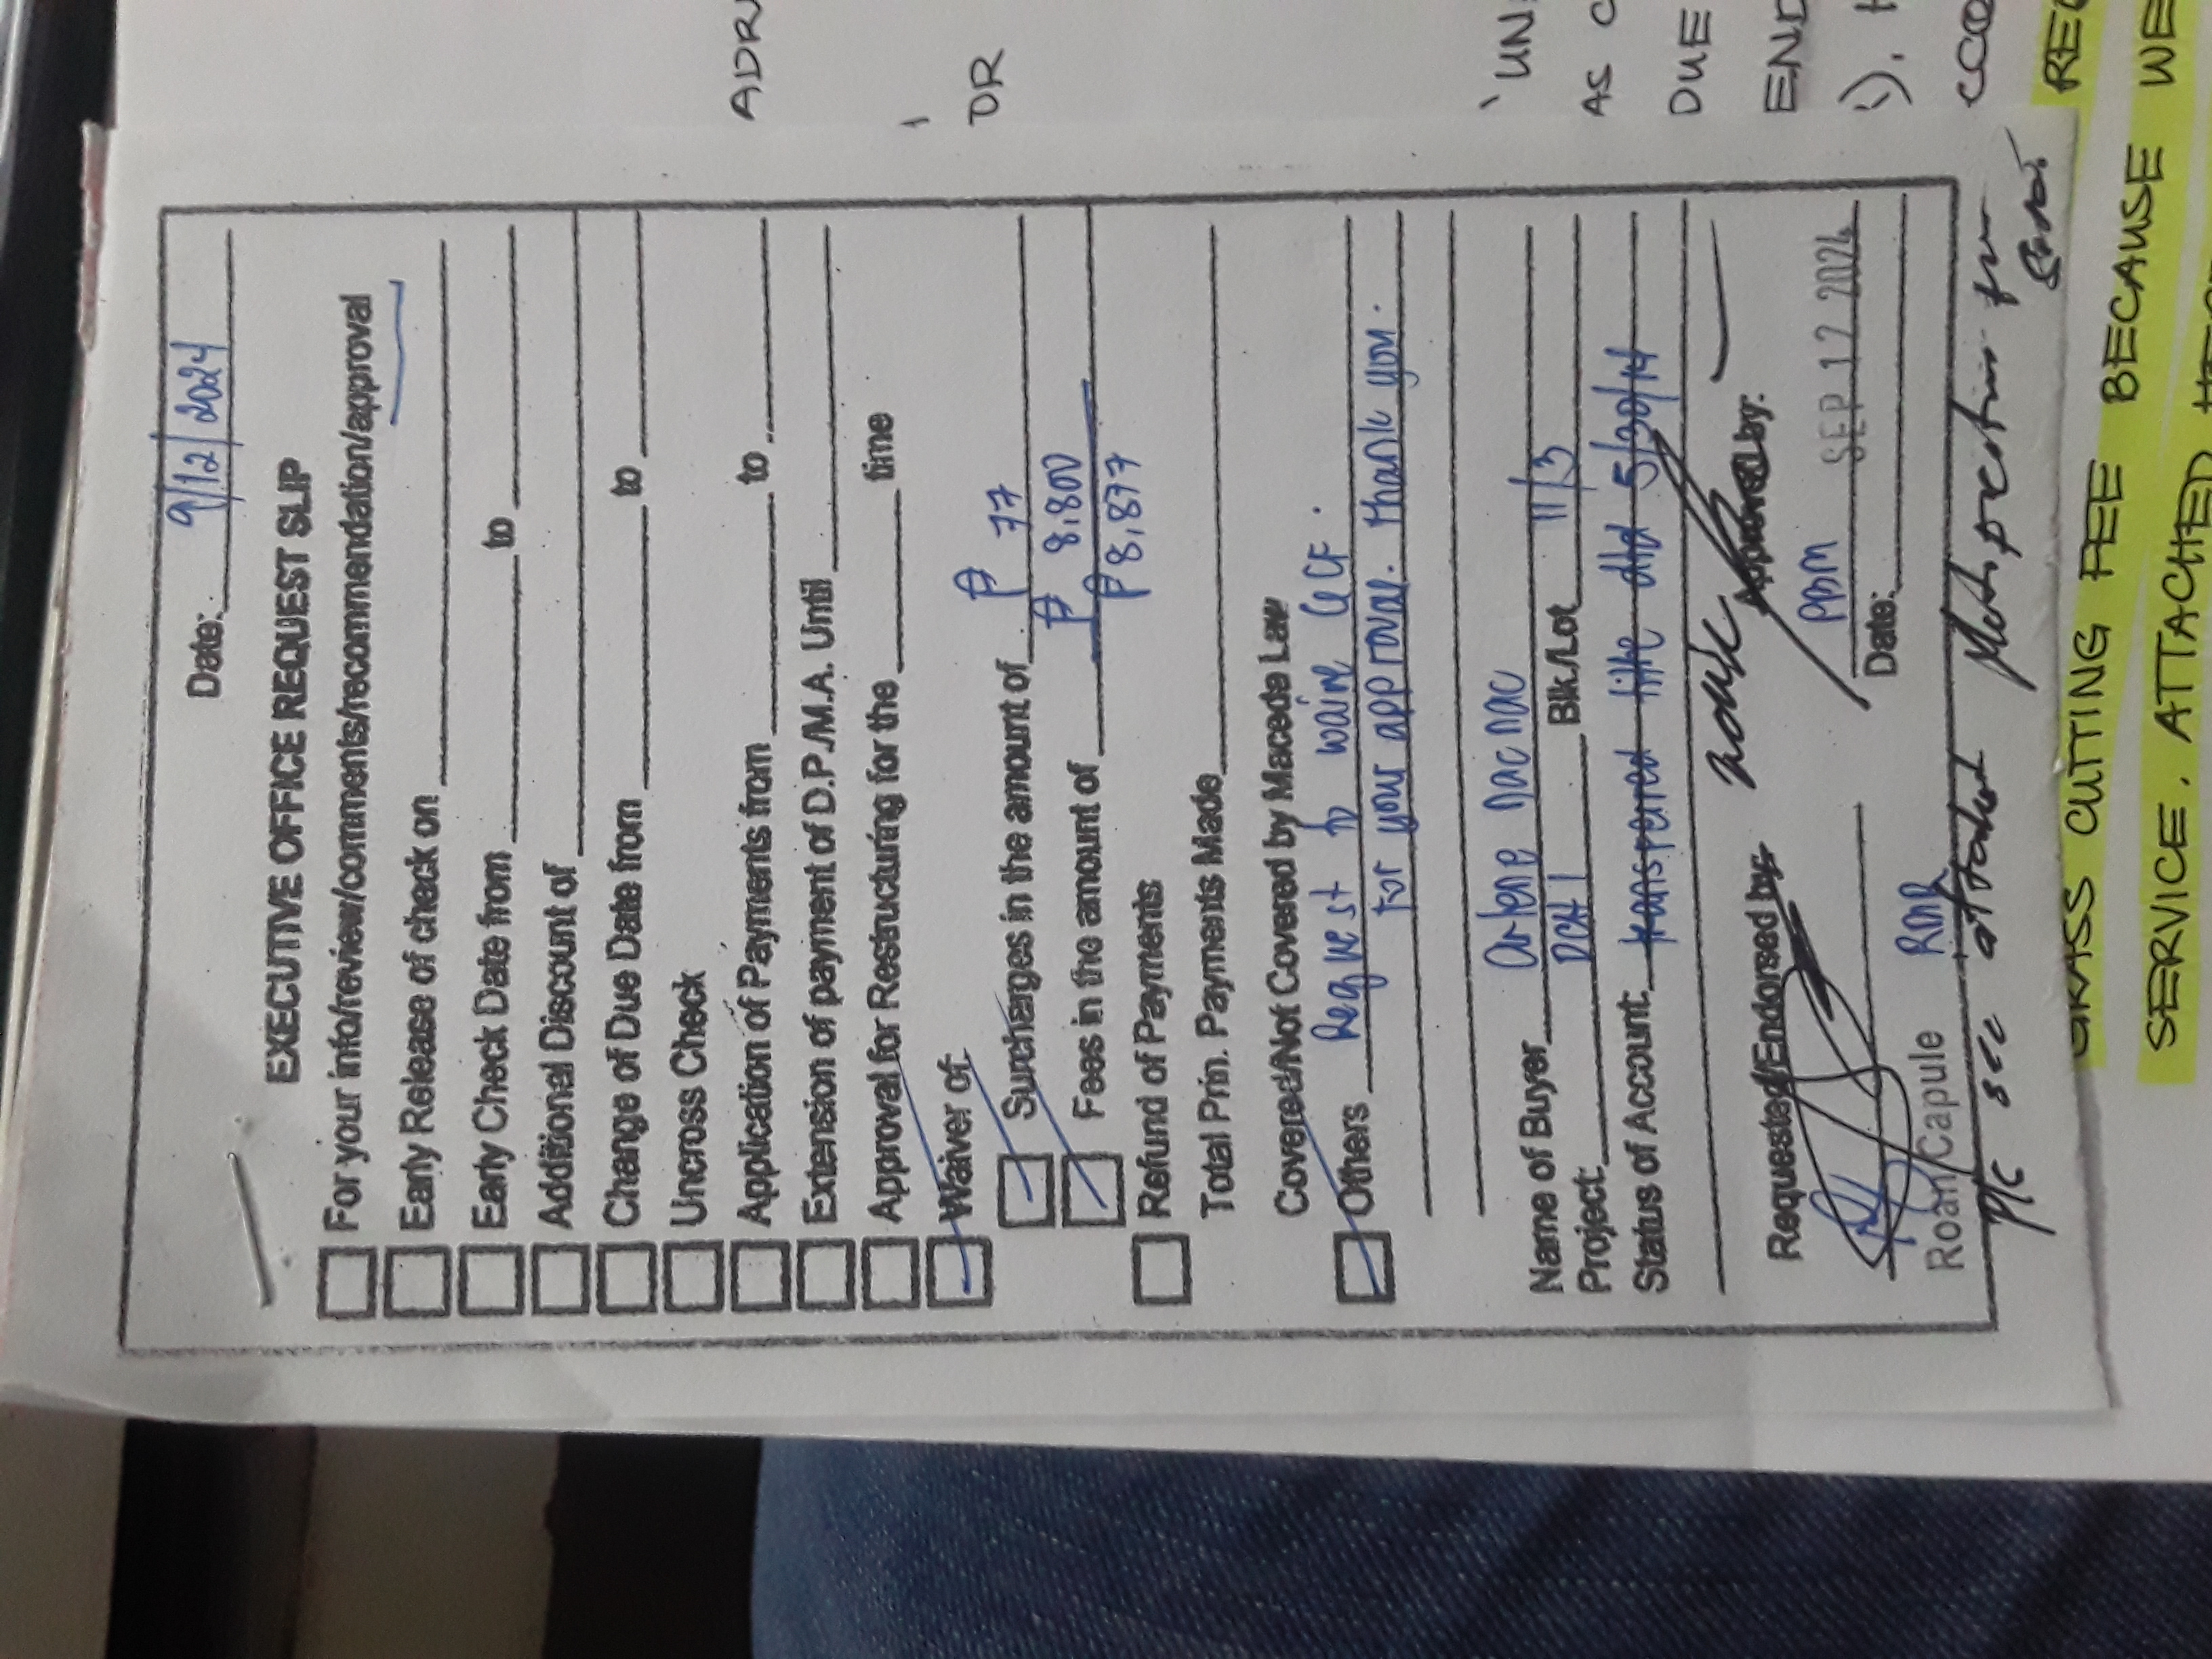 Date: 9/12/2024
EXECUTIVE OFFICE REQUEST SLIP
For your info/review/comments/recommendation/approval
Early Release of check on
Early Check Date from to
Additional Discount of
Change of Due Date from to
Uncross Check
Application of Payments from to
Extension of payment of D.P./M.A. Until
Approval for Restructuring for the time
Waiver of:
Surcharges in the amount of ₱ 77
Fees in the amount of ₱ 8,800
₱8,877
Refund of Payments
Total Prin. Payments Made
Covered/Not Covered by Maceda Law
Others Request to waive GCF.
For your approval. Thank you.
Name of Buyer Arlene Nacnac
Project: DCH 1 Blk./Lot 11/3
Status of Account: transferred title dtd 5/30/14
Requested/Endorsed by: Approved by:
PBM SEP 12 2024
Date:
Roan Capule RMR
Pls see attached
GRASS CUTTING FEE BECAUSE WE
SERVICE. ATTACHED
ADR
OR
UN
AS C
DUE
END
REC